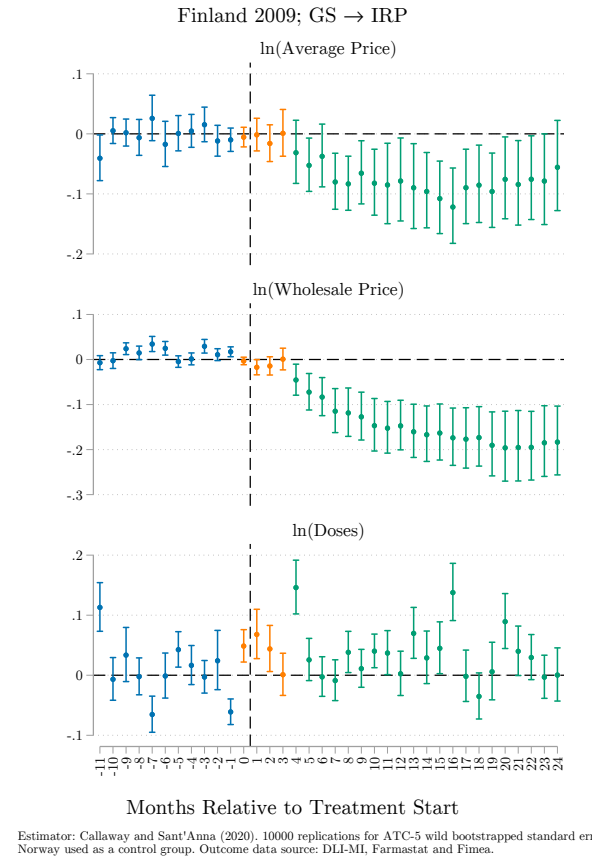 Finland 2009; GS → IRP
ln(Average Price)
.1
0
-.1
-.2
ln(Wholesale Price)
.1
0
-.1
-.2
-.3
ln(Doses)
.2
.1
0
-.1
-11 -10 -9 -8 -7 -6 -5 -4 -3 -2 -1 0 1 2 3 4 5 6 7 8 9 10 11 12 13 14 15 16 17 18 19 20 21 22 23 24
Months Relative to Treatment Start
Estimator: Callaway and Sant'Anna (2020). 10000 replications for ATC-5 wild bootstrapped standard err
Norway used as a control group. Outcome data source: DLI-MI, Farmastat and Fimea.